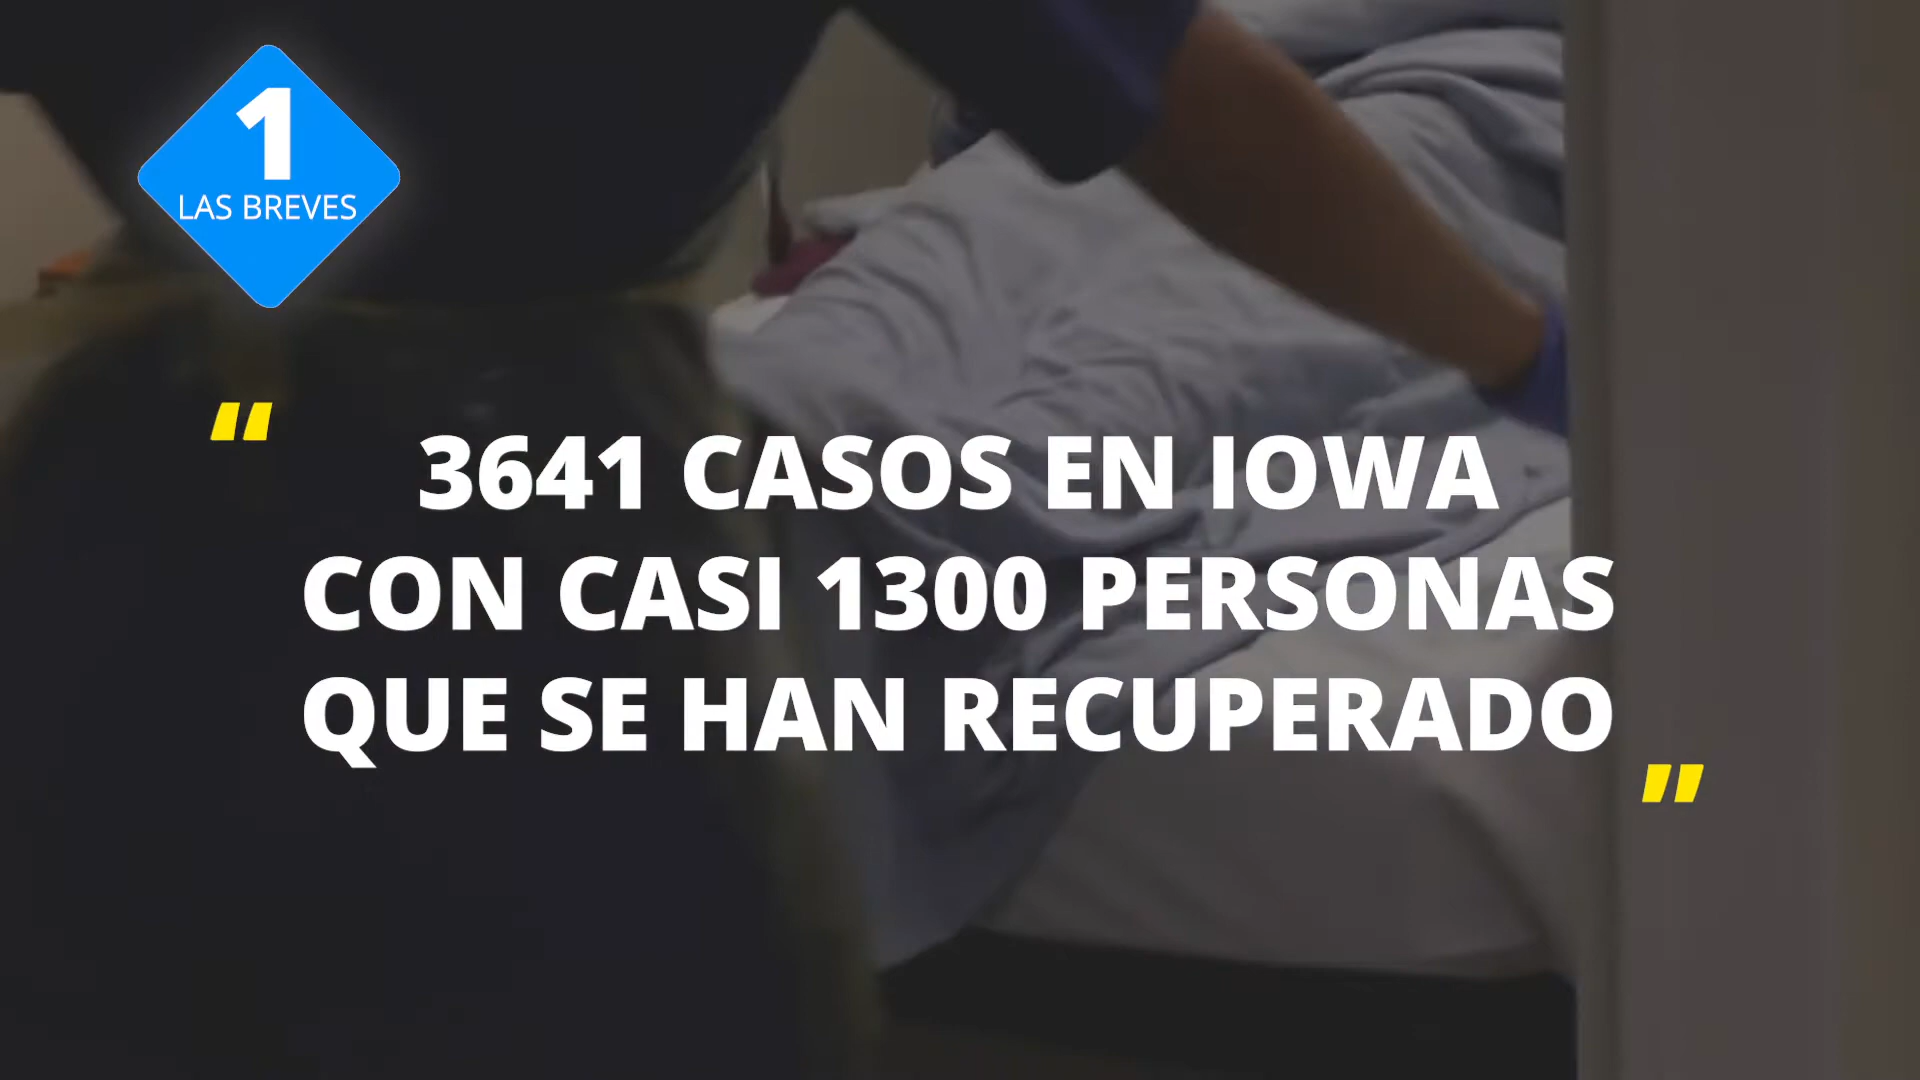 1
LAS BREVES
“
3641 CASOS EN IOWA
CON CASI 1300 PERSONAS
QUE SE HAN RECUPERADO
”